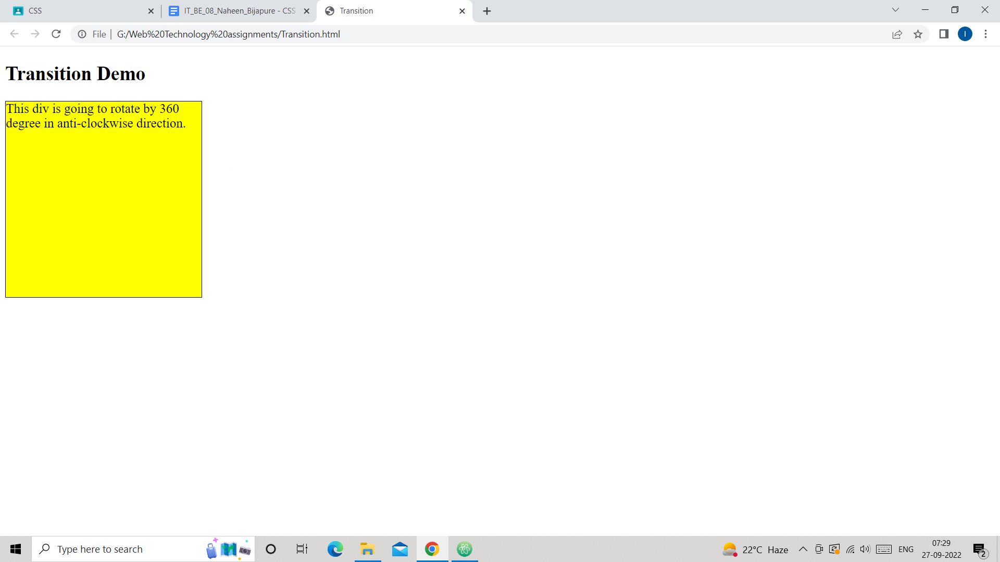 CSS
IT_BE_08_Naheen_Bijapure - CSS
Transition
File | G:/Web%20Technology%20assignments/Transition.html
I
Transition Demo
This div is going to rotate by 360
degree in anti-clockwise direction.
Type here to search
22°C Haze
ENG
07:29
27-09-2022
2